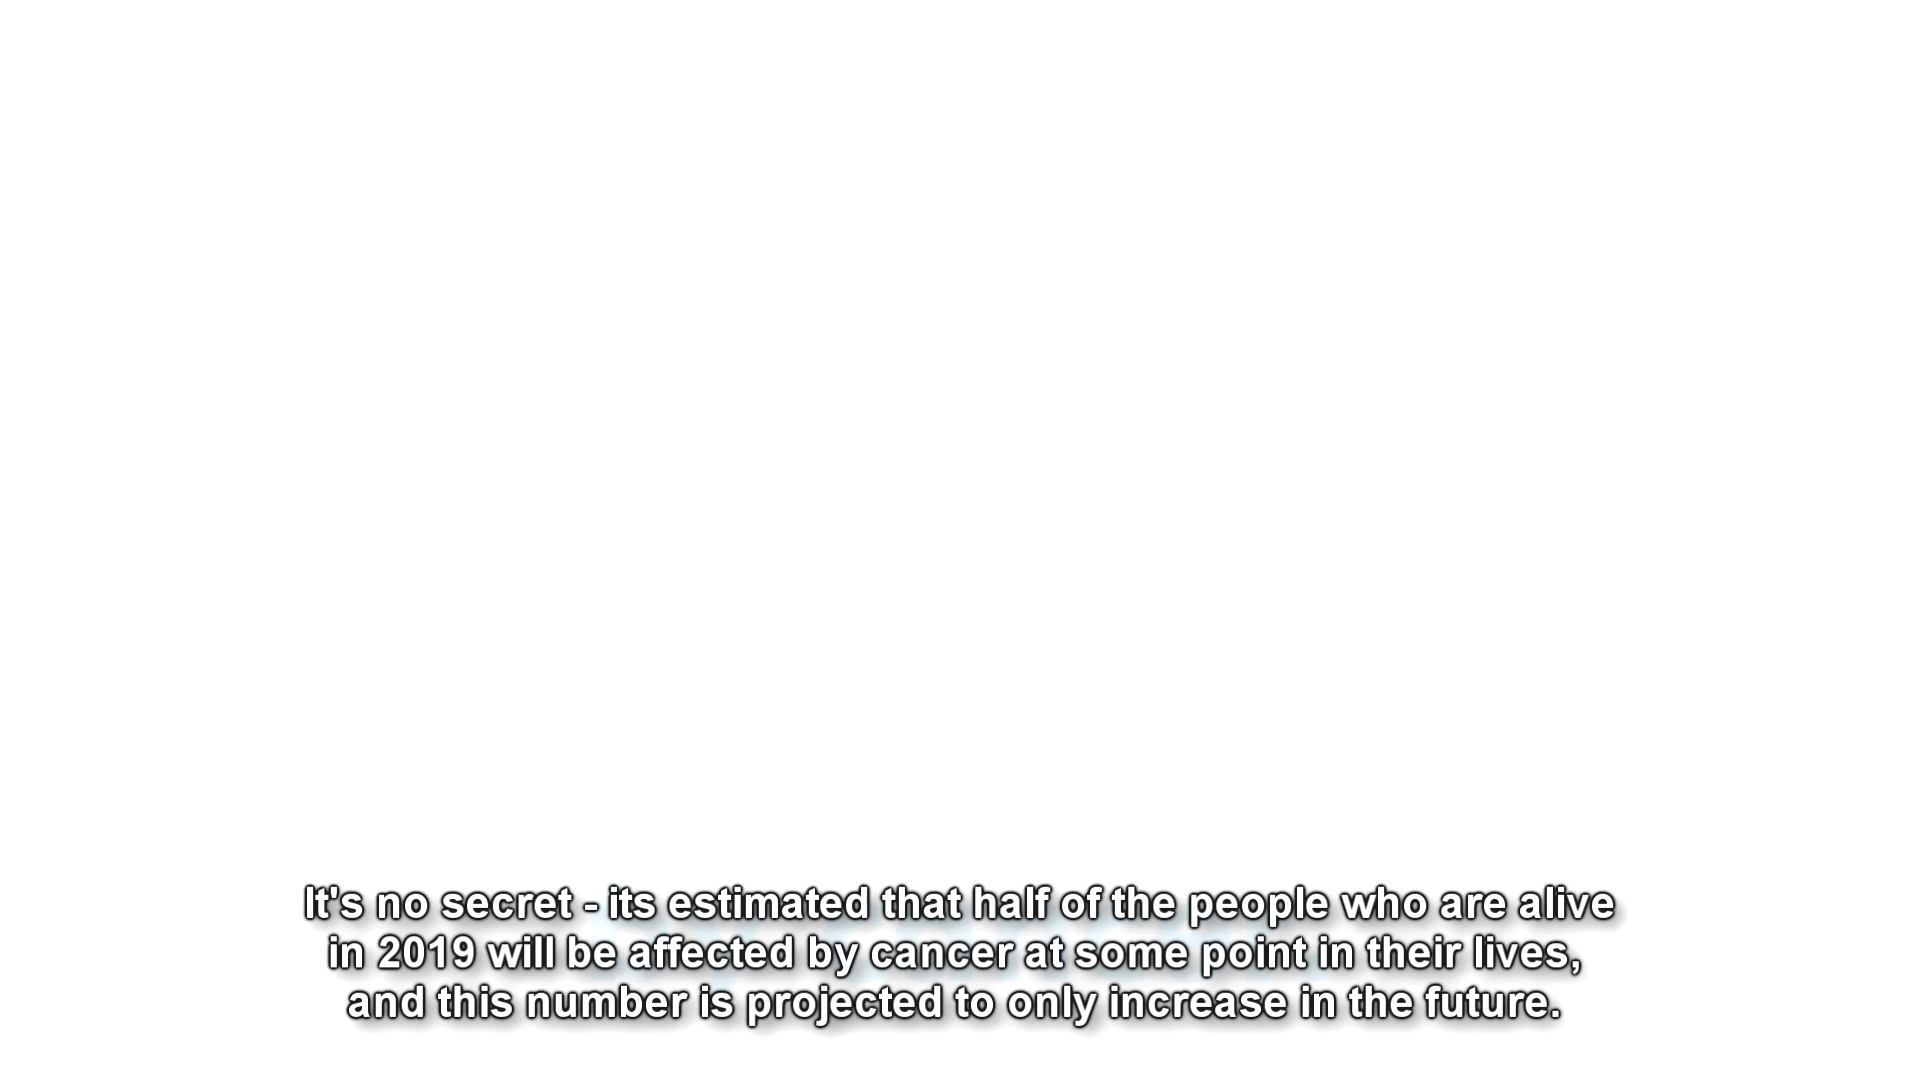 It's no secret - its estimated that half of the people who are alive
in 2019 will be affected by cancer at some point in their lives,
and this number is projected to only increase in the future.